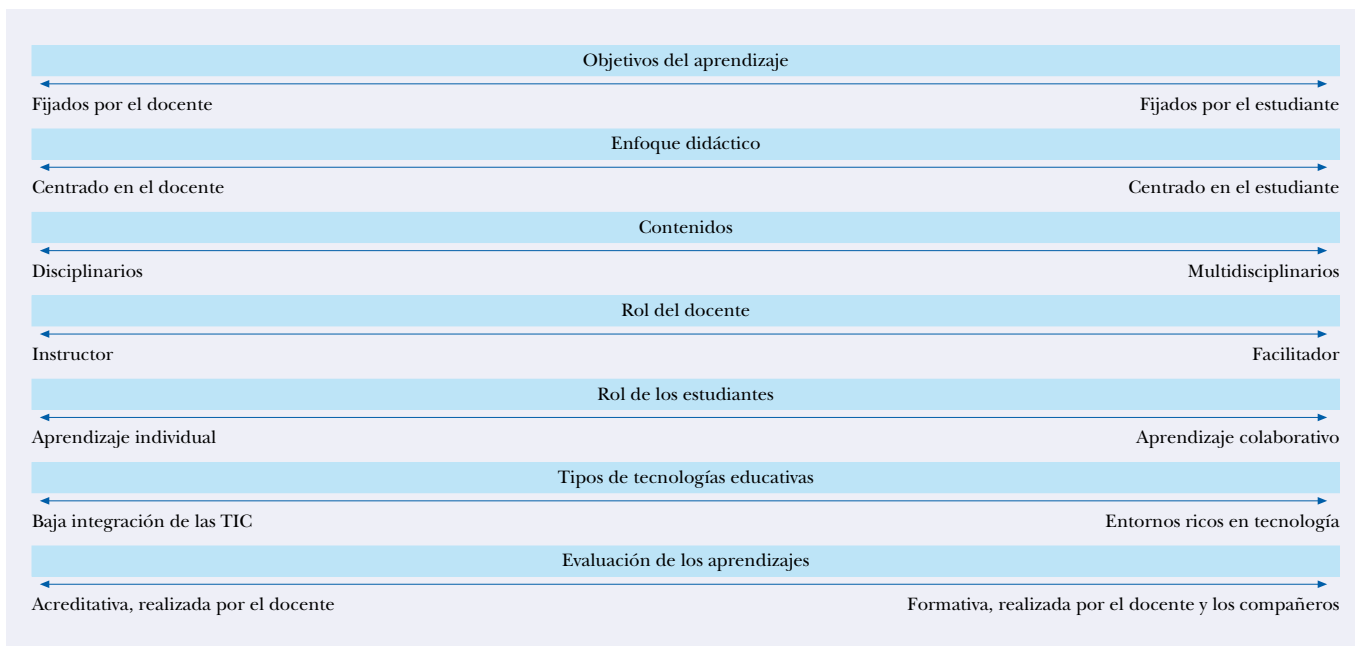 Objetivos del aprendizaje
Fijados por el docente
Fijados por el estudiante
Enfoque didáctico
Centrado en el docente
Centrado en el estudiante
Contenidos
Disciplinarios
Multidisciplinarios
Rol del docente
Instructor
Facilitador
Rol de los estudiantes
Aprendizaje individual
Aprendizaje colaborativo
Tipos de tecnologías educativas
Baja integración de las TIC
Entornos ricos en tecnología
Evaluación de los aprendizajes
Acreditativa, realizada por el docente
Formativa, realizada por el docente y los compañeros